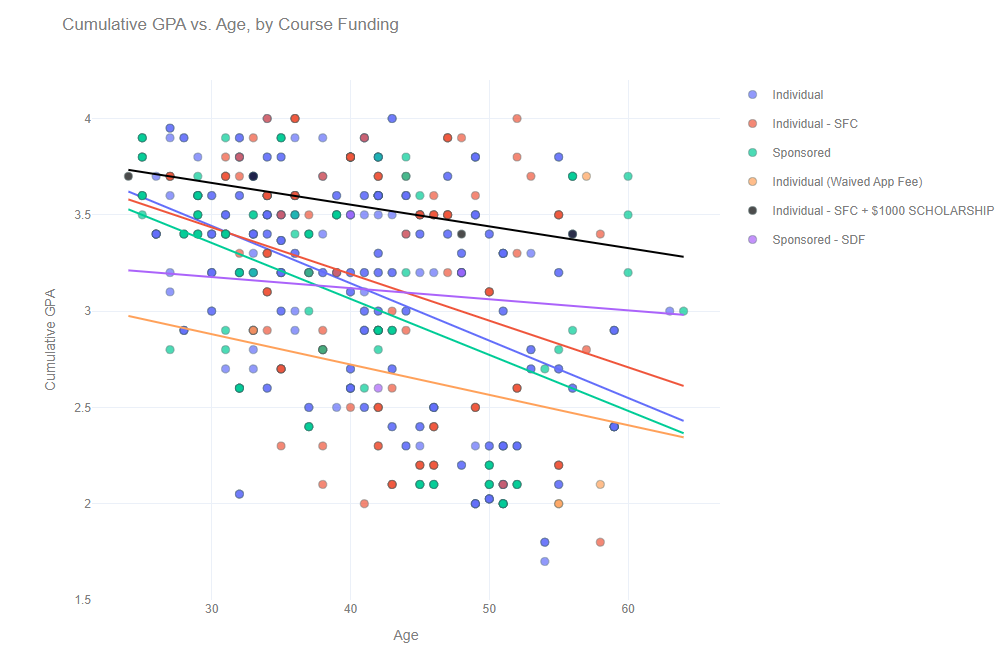 Cumulative GPA vs. Age, by Course Funding
Individual
Individual - SFC
Sponsored
Individual (Waived App Fee)
Individual - SFC + $1000 SCHOLARSHIP
Sponsored - SDF
4
3.5
3
2.5
2
1.5
Cumulative GPA
30
40
50
60
Age